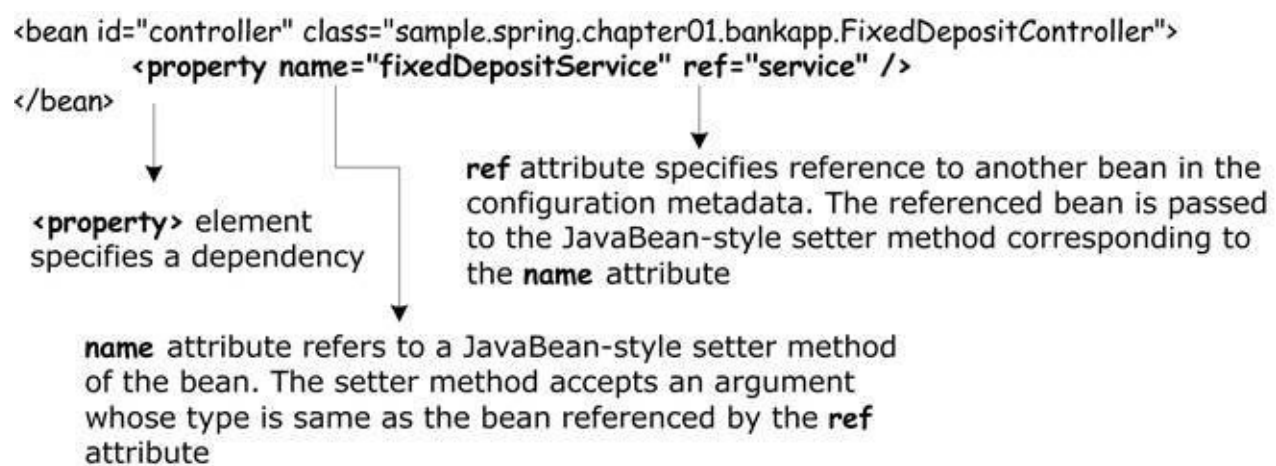 <bean id="controller" class="sample.spring.chapter01.bankapp.FixedDepositController">
<property name="fixedDepositService" ref="service" />
</bean>
ref attribute specifies reference to another bean in the
configuration metadata. The referenced bean is passed
to the JavaBean-style setter method corresponding to
the name attribute
<property> element
specifies a dependency
name attribute refers to a JavaBean-style setter method
of the bean. The setter method accepts an argument
whose type is same as the bean referenced by the ref
attribute